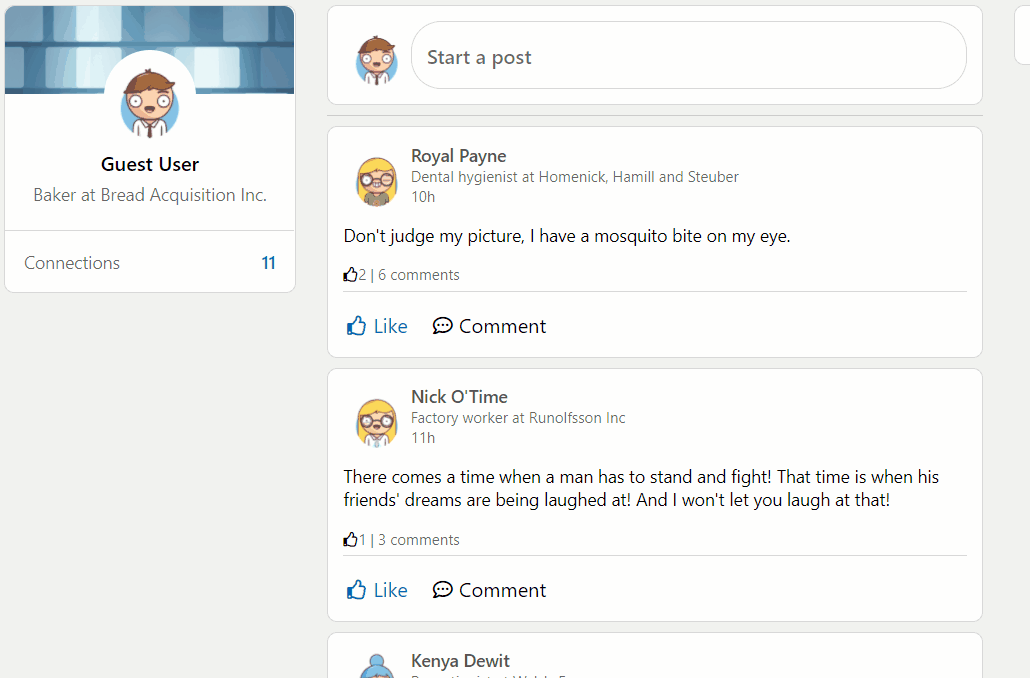 Guest User
Baker at Bread Acquisition Inc.
Connections 11
Start a post
Royal Payne
Dental hygienist at Homenick, Hamill and Steuber
10h
Don't judge my picture, I have a mosquito bite on my eye.
2 | 6 comments
Like Comment
Nick O'Time
Factory worker at Runolfsson Inc
11h
There comes a time when a man has to stand and fight! That time is when his
friends' dreams are being laughed at! And I won't let you laugh at that!
1 | 3 comments
Like Comment
Kenya Dewit